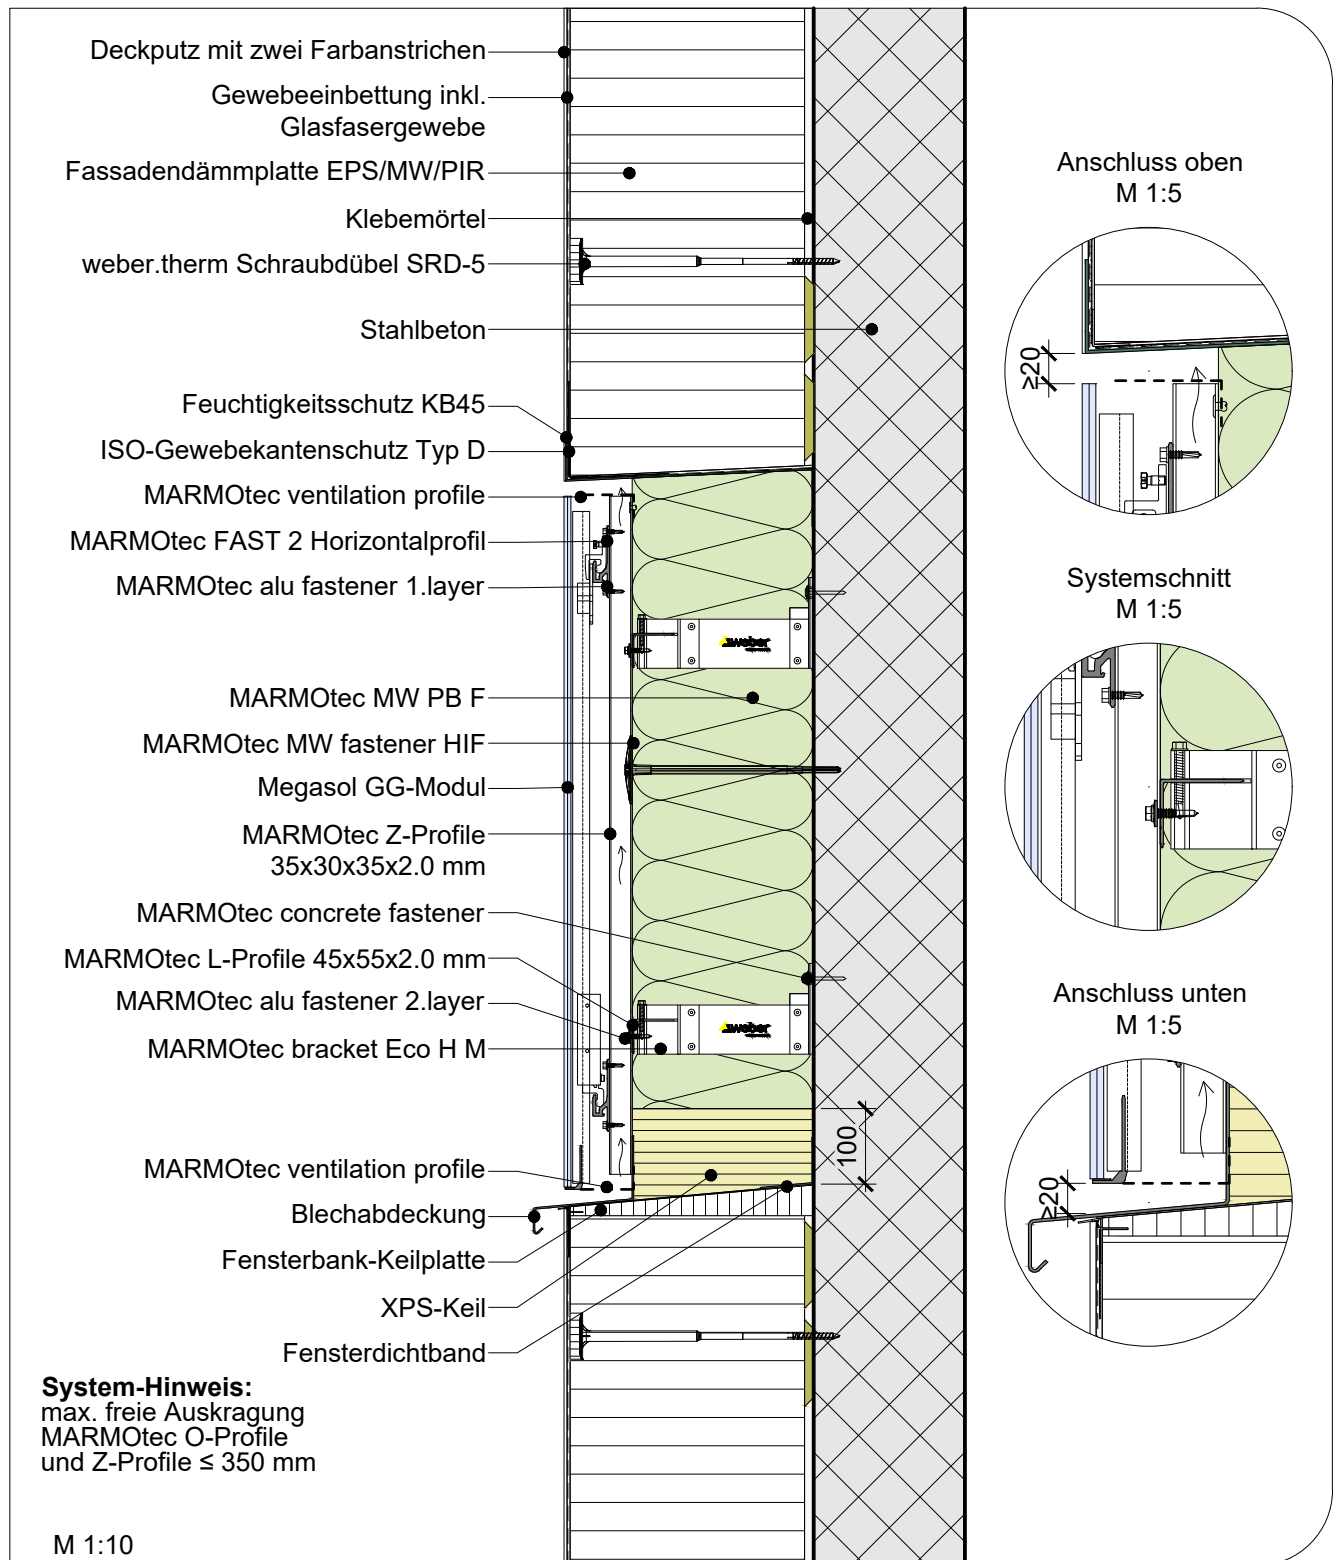 Deckputz mit zwei Farbanstrichen
Gewebeeinbettung inkl.
Glasfasergewebe
Fassadendämmplatte EPS/MW/PIR
Klebemörtel
weber.therm Schraubdübel SRD-5
Stahlbeton
Feuchtigkeitsschutz KB45
ISO-Gewebekantenschutz Typ D
MARMOtec ventilation profile
MARMOtec FAST 2 Horizontalprofil
MARMOtec alu fastener 1.layer
weber
MARMOtec MW PB F
MARMOtec MW fastener HIF
Megasol GG-Modul
MARMOtec Z-Profile
35x30x35x2.0 mm
MARMOtec concrete fastener
MARMOtec L-Profile 45x55x2.0 mm
MARMOtec alu fastener 2.layer
weber
MARMOtec bracket Eco H M
100
MARMOtec ventilation profile
Blechabdeckung
Fensterbank-Keilplatte
XPS-Keil
Fensterdichtband
System-Hinweis:
max. freie Auskragung
MARMOtec O-Profile
und Z-Profile ≤ 350 mm
M 1:10
Anschluss oben
M 1:5
≥20
Systemschnitt
M 1:5
Anschluss unten
M 1:5
≥20